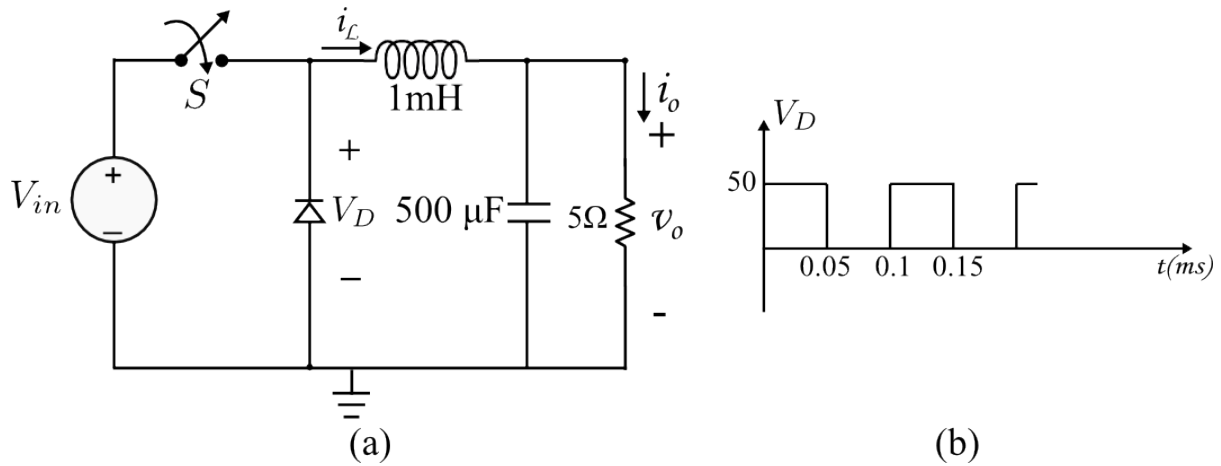 i_L
S
1mH
i_o
+
V_in
+
−
+
V_D
−
500 μF
5Ω
v_o
-
(a)
V_D
50
0.05 0.1 0.15
t(ms)
(b)